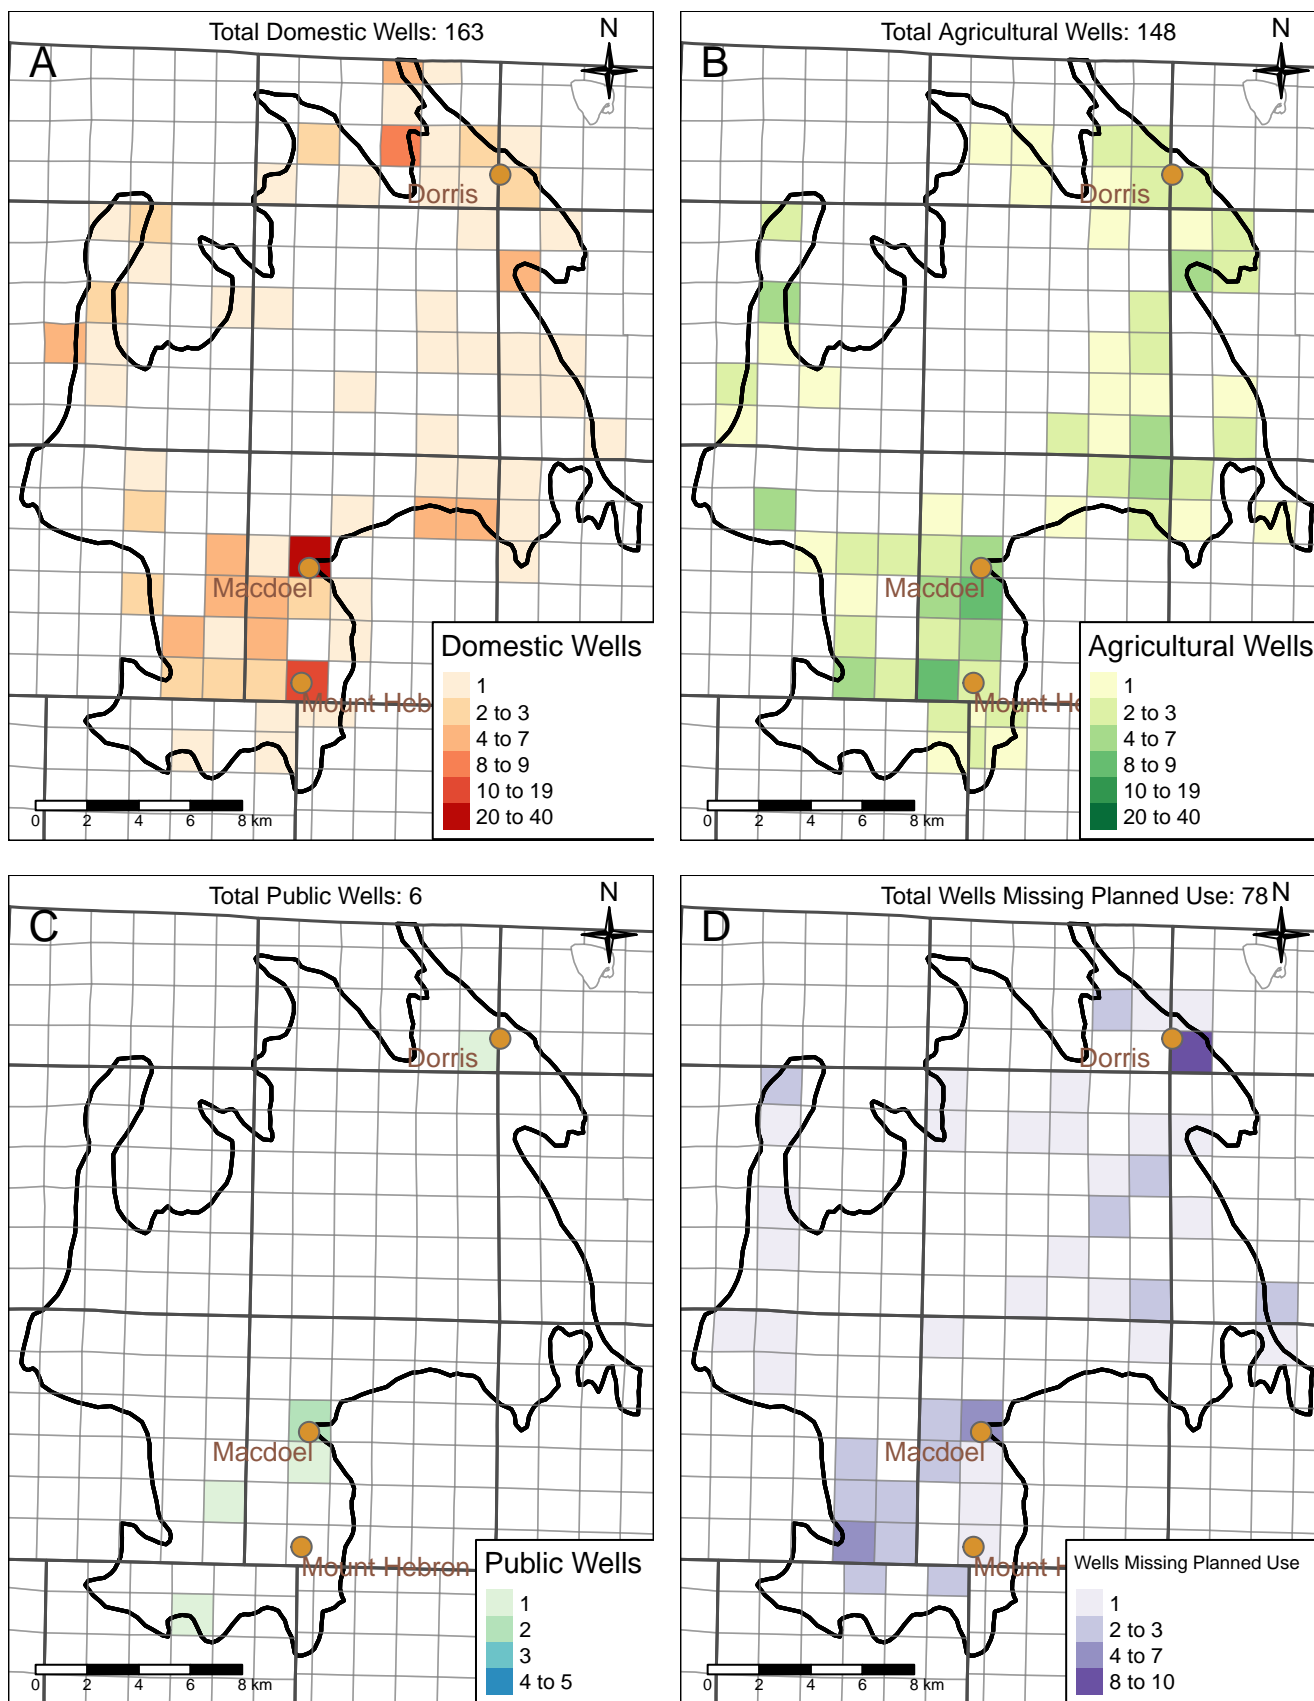 Total Domestic Wells: 163
N
A
Dorris
Macdoel
Mount Heb
Domestic Wells
1
2 to 3
4 to 7
8 to 9
10 to 19
20 to 40
0 2 4 6 8 km
Total Agricultural Wells: 148
N
B
Dorris
Macdoel
Mount He
Agricultural Wells
1
2 to 3
4 to 7
8 to 9
10 to 19
20 to 40
0 2 4 6 8 km
Total Public Wells: 6
N
C
Dorris
Macdoel
Mount Hebron
Public Wells
1
2
3
4 to 5
0 2 4 6 8 km
Total Wells Missing Planned Use: 78
N
D
Dorris
Macdoel
Mount H
Wells Missing Planned Use
1
2 to 3
4 to 7
8 to 10
0 2 4 6 8 km